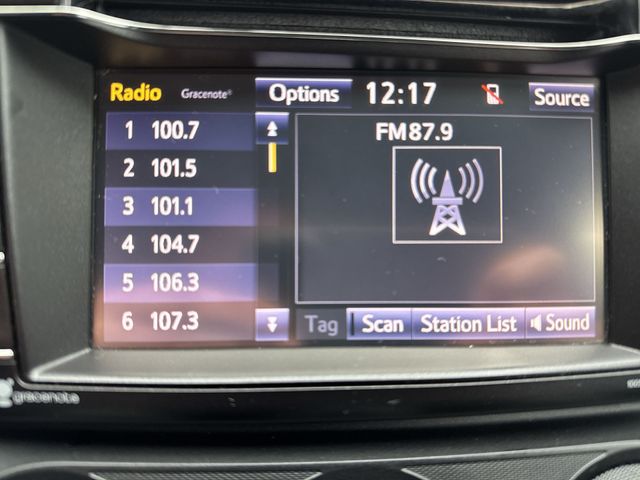 Radio Gracenote® Options 12:17 Source
1 100.7
2 101.5
3 101.1
4 104.7
5 106.3
6 107.3
FM87.9
Tag Scan Station List Sound
gracenote